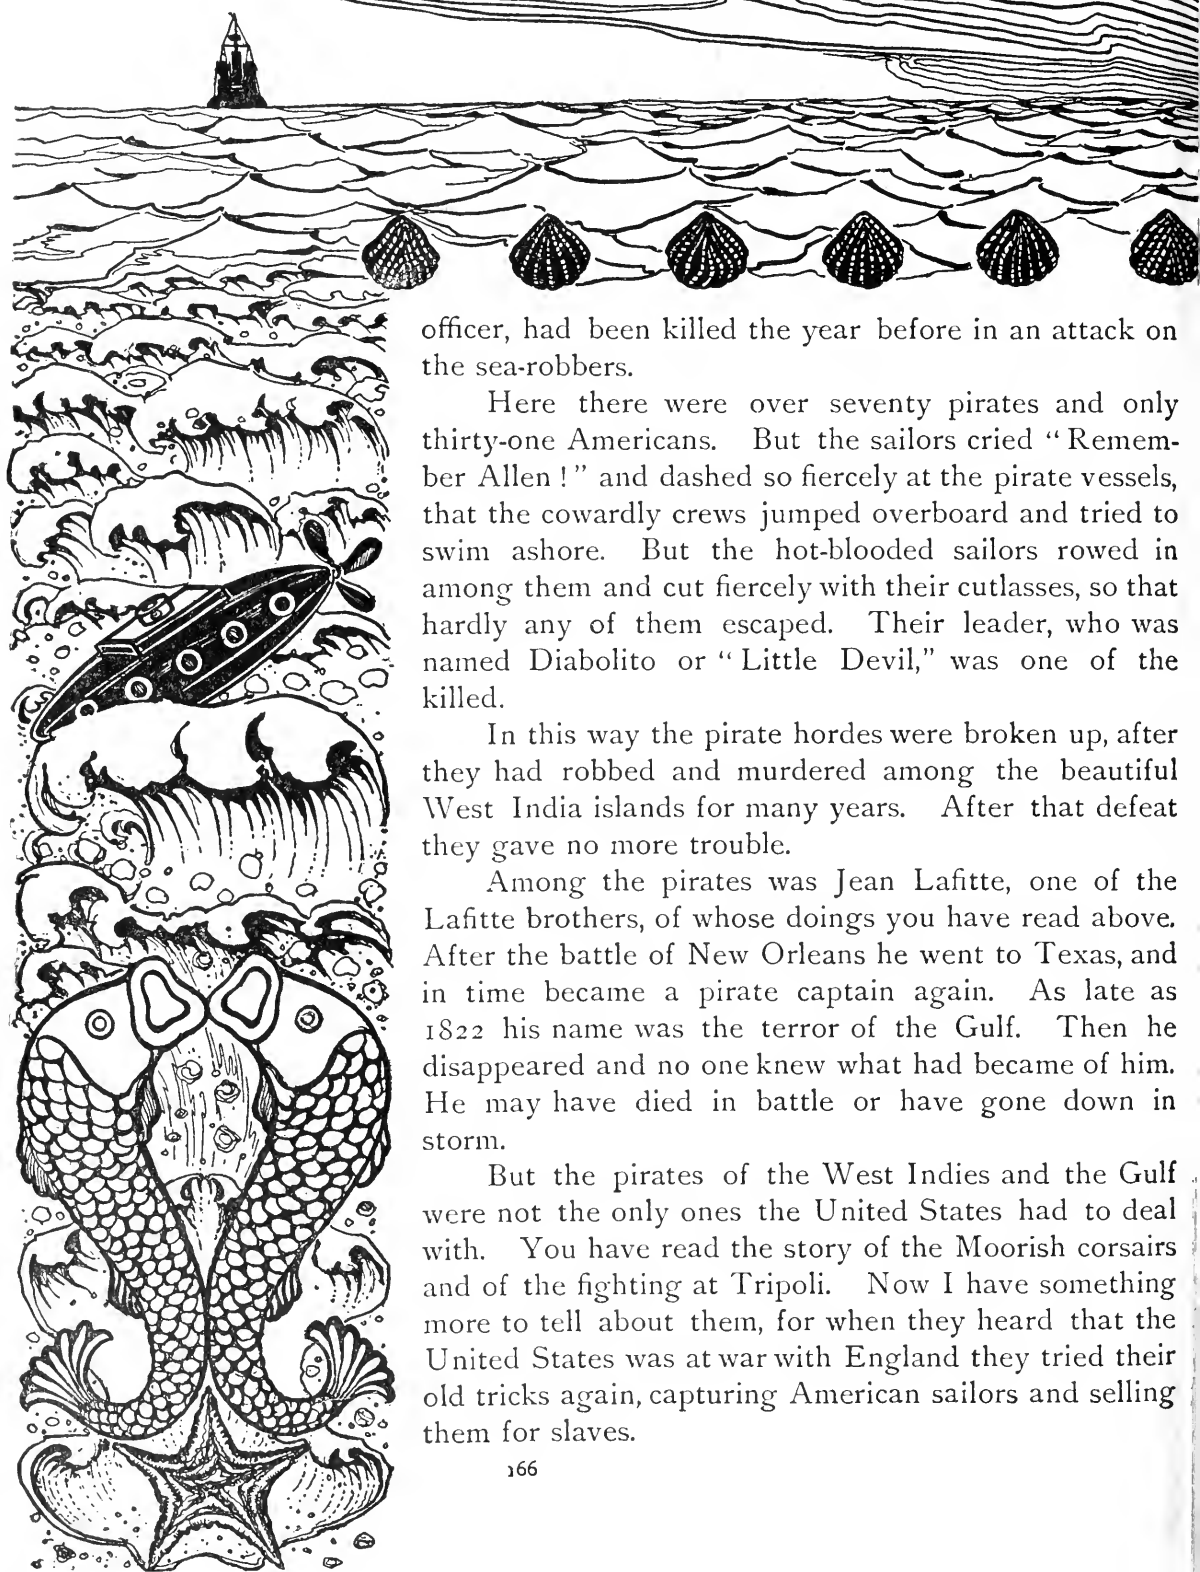 officer, had been killed the year before in an attack on
the sea-robbers.
Here there were over seventy pirates and only
thirty-one Americans. But the sailors cried “Remem-
ber Allen!” and dashed so fiercely at the pirate vessels,
that the cowardly crews jumped overboard and tried to
swim ashore. But the hot-blooded sailors rowed in
among them and cut fiercely with their cutlasses, so that
hardly any of them escaped. Their leader, who was
named Diabolito or “Little Devil,” was one of the
killed.
In this way the pirate hordes were broken up, after
they had robbed and murdered among the beautiful
West India islands for many years. After that defeat
they gave no more trouble.
Among the pirates was Jean Lafitte, one of the
Lafitte brothers, of whose doings you have read above.
After the battle of New Orleans he went to Texas, and
in time became a pirate captain again. As late as
1822 his name was the terror of the Gulf. Then he
disappeared and no one knew what had became of him.
He may have died in battle or have gone down in
storm.
But the pirates of the West Indies and the Gulf
were not the only ones the United States had to deal
with. You have read the story of the Moorish corsairs
and of the fighting at Tripoli. Now I have something
more to tell about them, for when they heard that the
United States was at war with England they tried their
old tricks again, capturing American sailors and selling
them for slaves.
166